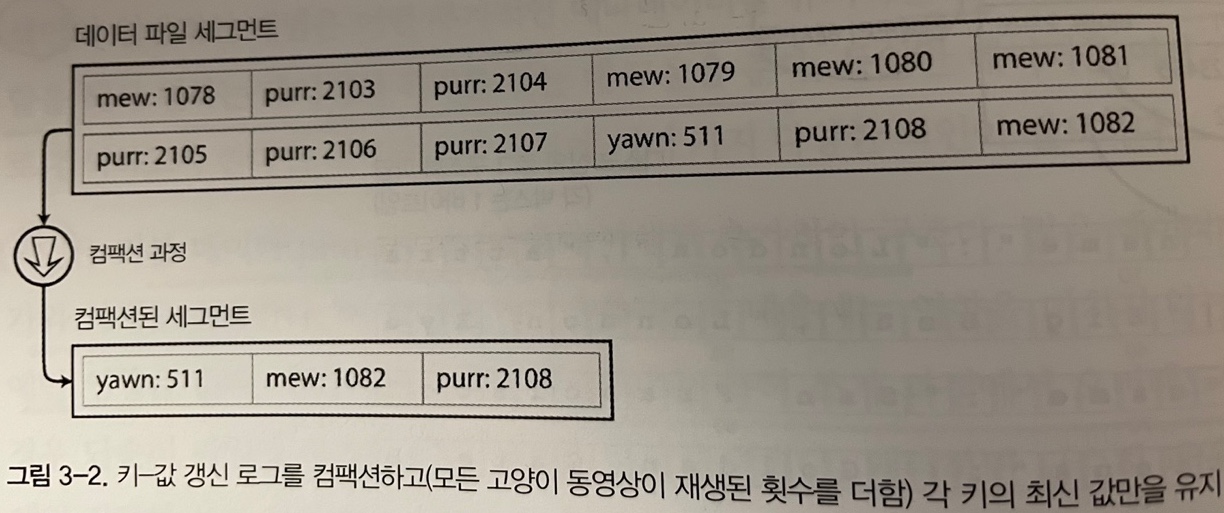 데이터 파일 세그먼트
mew: 1078 purr: 2103 purr: 2104 mew: 1079 mew: 1080 mew: 1081
purr: 2105 purr: 2106 purr: 2107 yawn: 511 purr: 2108 mew: 1082
컴팩션 과정
컴팩션된 세그먼트
yawn: 511 mew: 1082 purr: 2108
그림 3-2. 키-값 갱신 로그를 컴팩션하고(모든 고양이 동영상이 재생된 횟수를 더함) 각 키의 최신 값만을 유지